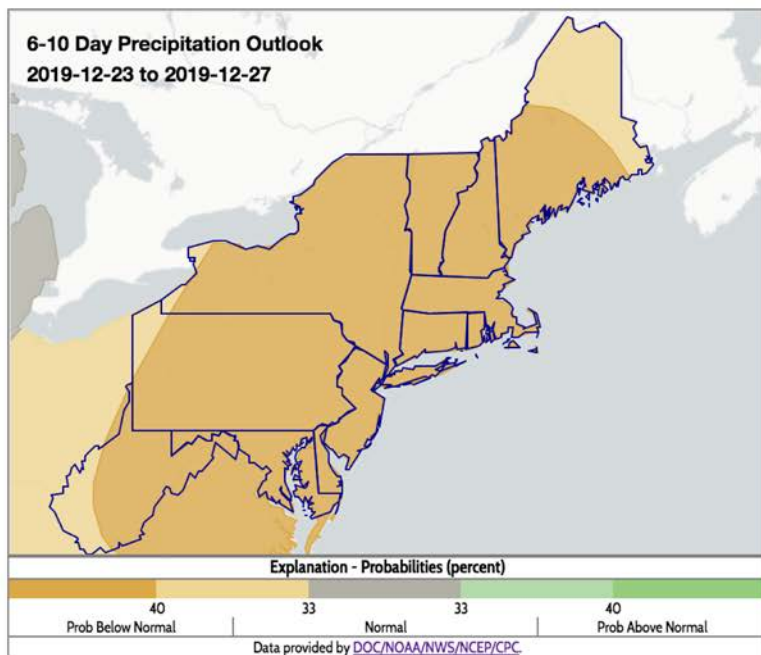 6-10 Day Precipitation Outlook
2019-12-23 to 2019-12-27
Explanation - Probabilities (percent)
40 33 33 40
Prob Below Normal Normal Prob Above Normal
Data provided by DOC/NOAA/NWS/NCEP/CPC.